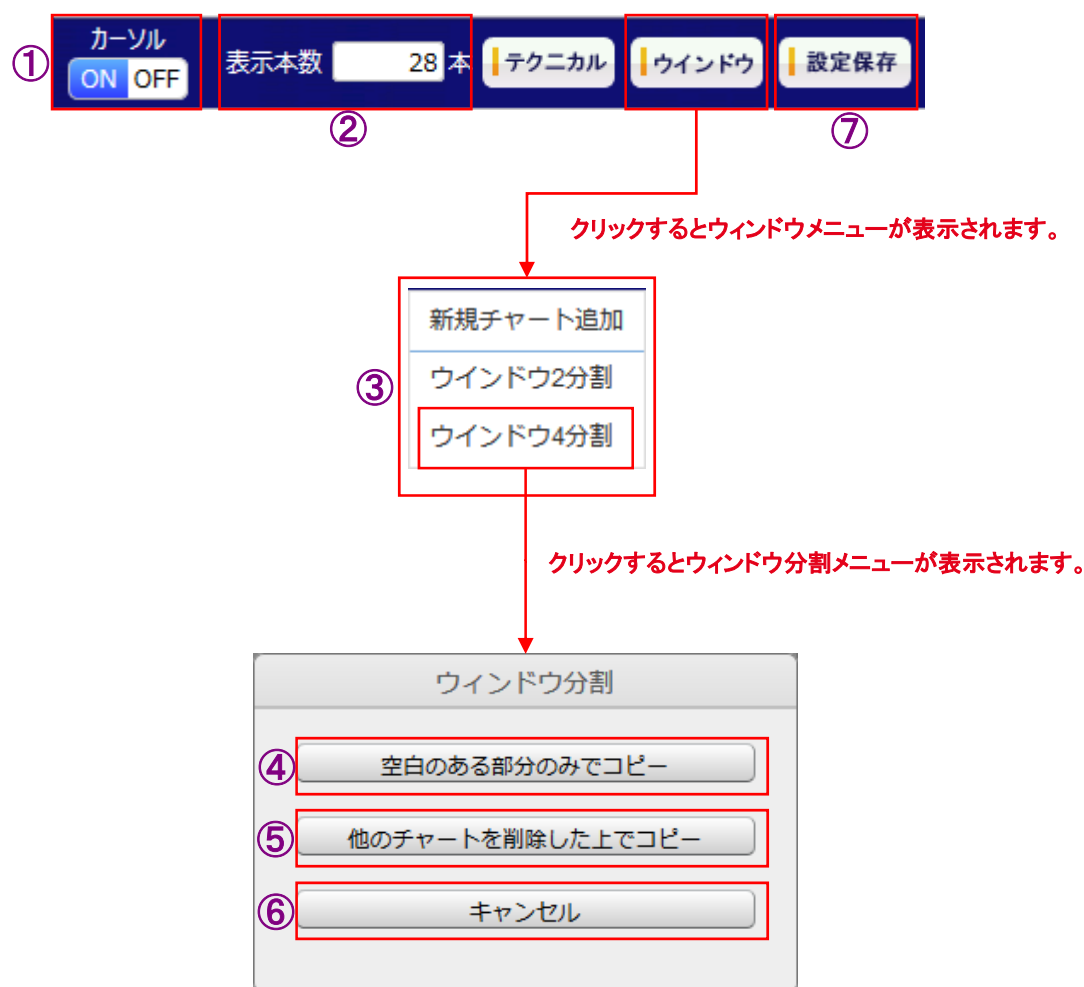 ① カーソル
ON OFF
表示本数 28 本 テクニカル ウインドウ 設定保存
② ⑦
クリックするとウィンドウメニューが表示されます。
新規チャート追加
③ ウインドウ2分割
ウインドウ4分割
クリックするとウィンドウ分割メニューが表示されます。
ウィンドウ分割
④ 空白のある部分のみでコピー
⑤ 他のチャートを削除した上でコピー
⑥ キャンセル